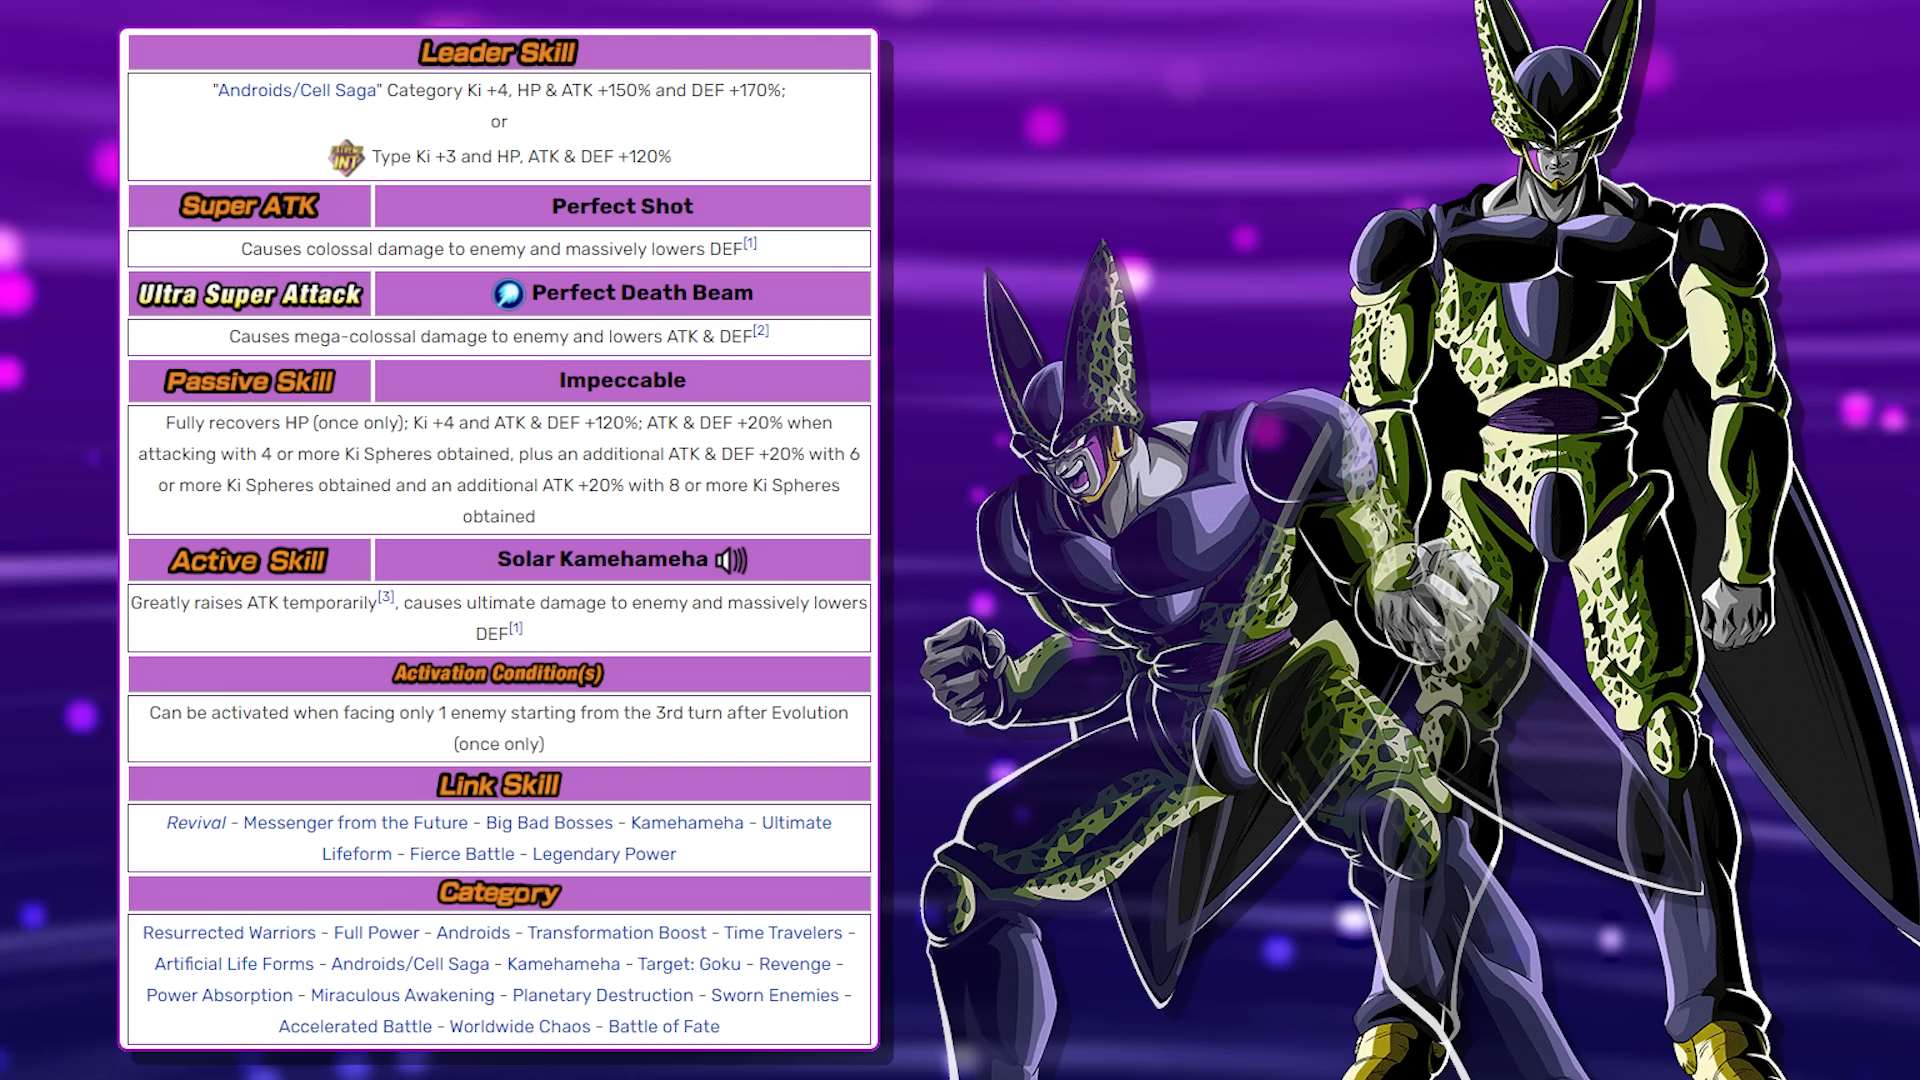 Leader Skill
"Androids/Cell Saga" Category Ki +4, HP & ATK +150% and DEF +170%;
or
EXTREME INT Type Ki +3 and HP, ATK & DEF +120%
Super ATK Perfect Shot
Causes colossal damage to enemy and massively lowers DEF[1]
Ultra Super Attack Perfect Death Beam
Causes mega-colossal damage to enemy and lowers ATK & DEF[2]
Passive Skill Impeccable
Fully recovers HP (once only); Ki +4 and ATK & DEF +120%; ATK & DEF +20% when
attacking with 4 or more Ki Spheres obtained, plus an additional ATK & DEF +20% with 6
or more Ki Spheres obtained and an additional ATK +20% with 8 or more Ki Spheres
obtained
Active Skill Solar Kamehameha
Greatly raises ATK temporarily[3], causes ultimate damage to enemy and massively lowers
DEF[1]
Activation Condition(s)
Can be activated when facing only 1 enemy starting from the 3rd turn after Evolution
(once only)
Link Skill
Revival - Messenger from the Future - Big Bad Bosses - Kamehameha - Ultimate
Lifeform - Fierce Battle - Legendary Power
Category
Resurrected Warriors - Full Power - Androids - Transformation Boost - Time Travelers -
Artificial Life Forms - Androids/Cell Saga - Kamehameha - Target: Goku - Revenge -
Power Absorption - Miraculous Awakening - Planetary Destruction - Sworn Enemies -
Accelerated Battle - Worldwide Chaos - Battle of Fate